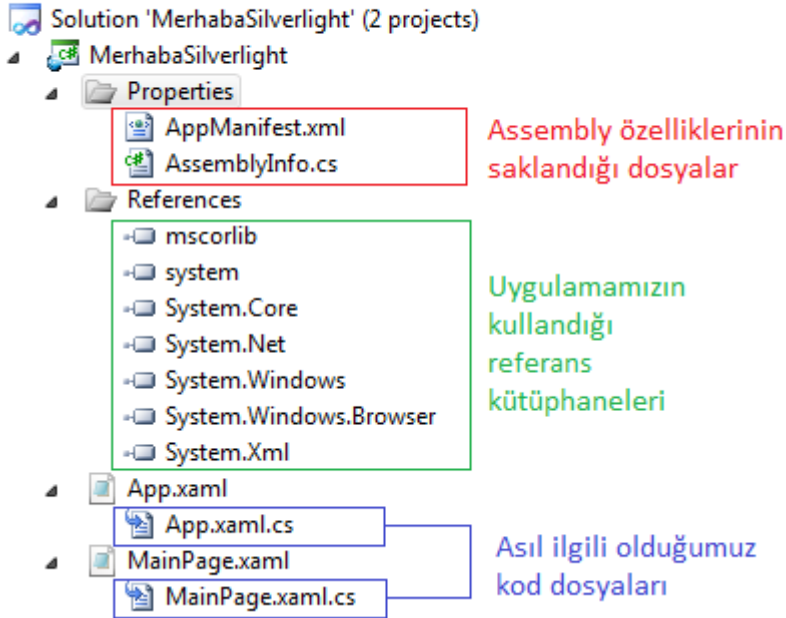 Solution 'MerhabaSilverlight' (2 projects)
MerhabaSilverlight
Properties
AppManifest.xml
AssemblyInfo.cs
Assembly özelliklerinin
saklandığı dosyalar
References
mscorlib
system
System.Core
System.Net
System.Windows
System.Windows.Browser
System.Xml
Uygulamamızın
kullandığı
referans
kütüphaneleri
App.xaml
App.xaml.cs
MainPage.xaml
MainPage.xaml.cs
Asıl ilgili olduğumuz
kod dosyaları